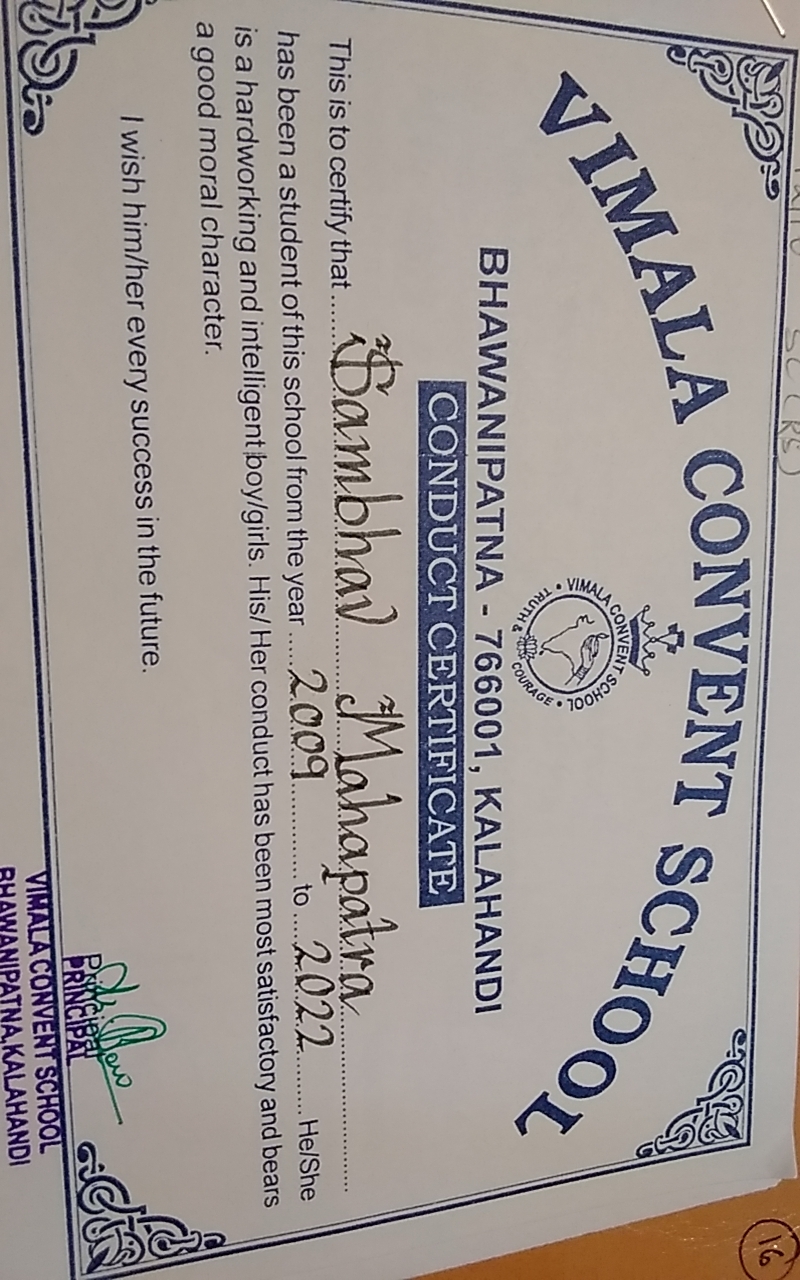 VIMALA CONVENT SCHOOL
VIMALA CONVENT SCHOOL
TRUTH & COURAGE
BHAWANIPATNA - 766001, KALAHANDI
CONDUCT CERTIFICATE
This is to certify that ...... Sambhav Mahapatra ......
has been a student of this school from the year .... 2009 .......... to .... 2022 ........ He/She
is a hardworking and intelligent boy/girls. His/ Her conduct has been most satisfactory and bears
a good moral character.
I wish him/her every success in the future.
Principal
PRINCIPAL
VIMALA CONVENT SCHOOL
BHAWANIPATNA, KALAHANDI
16